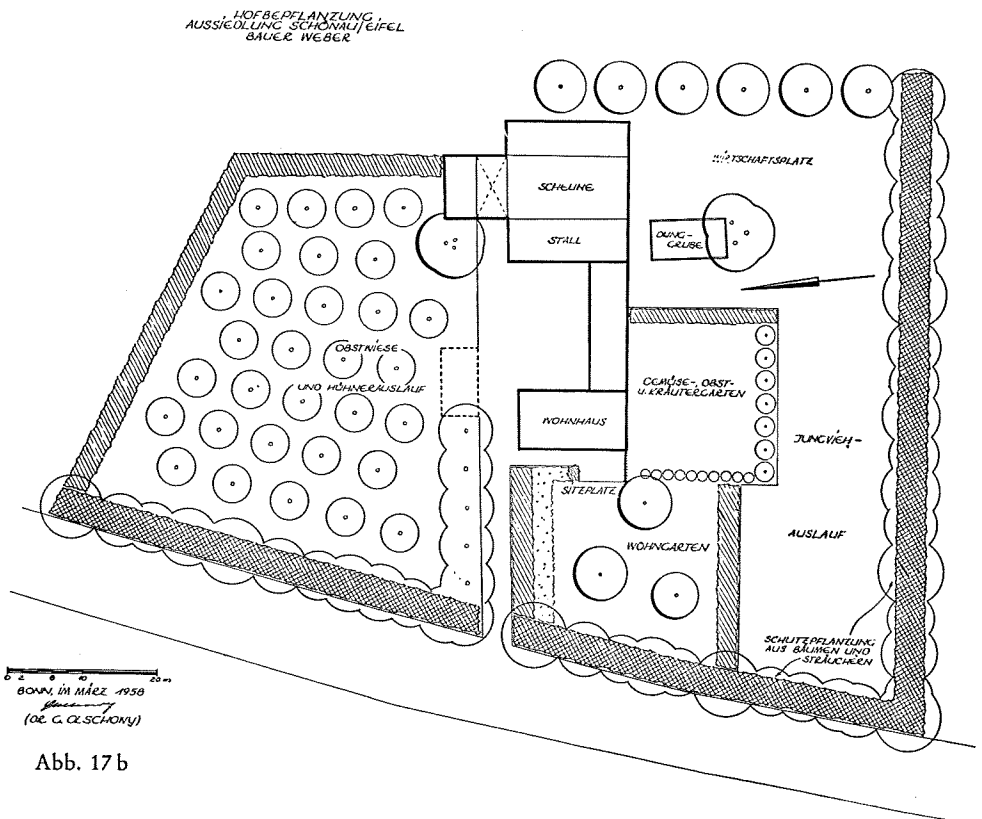 HOFBEPFLANZUNG
AUSSIEDLUNG SCHÖNAU/EIFEL
BAUER WEBER
WIRTSCHAFTSPLATZ
SCHEUNE
STALL
DUNG-
GRUBE
OBSTWIESE
UND HÜHNERAUSLAUF
GEMÜSE-, OBST-
U. KRÄUTERGARTEN
WOHNHAUS
JUNGVIEH-
SITZPLATZ
WOHNGARTEN
AUSLAUF
SCHUTZPFLANZUNG
AUS BÄUMEN UND
STRÄUCHERN
0 2 6 10 20 m
BONN, IM MÄRZ 1958
(DR. G. OLSCHOWY)
Abb. 17 b